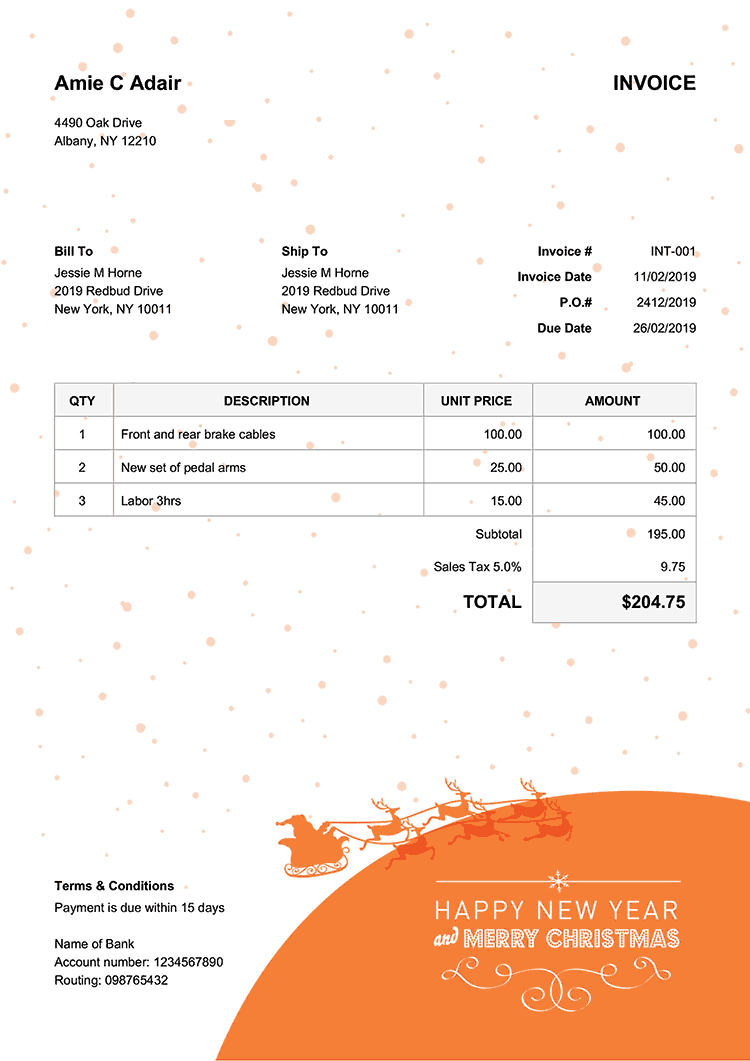 Amie C Adair
INVOICE
4490 Oak Drive
Albany, NY 12210
Bill To
Jessie M Horne
2019 Redbud Drive
New York, NY 10011
Ship To
Jessie M Horne
2019 Redbud Drive
New York, NY 10011
Invoice # INT-001
Invoice Date 11/02/2019
P.O.# 2412/2019
Due Date 26/02/2019
QTY DESCRIPTION UNIT PRICE AMOUNT
1 Front and rear brake cables 100.00 100.00
2 New set of pedal arms 25.00 50.00
3 Labor 3hrs 15.00 45.00
Subtotal 195.00
Sales Tax 5.0% 9.75
TOTAL $204.75
Terms & Conditions
Payment is due within 15 days
Name of Bank
Account number: 1234567890
Routing: 098765432
HAPPY NEW YEAR
and MERRY CHRISTMAS